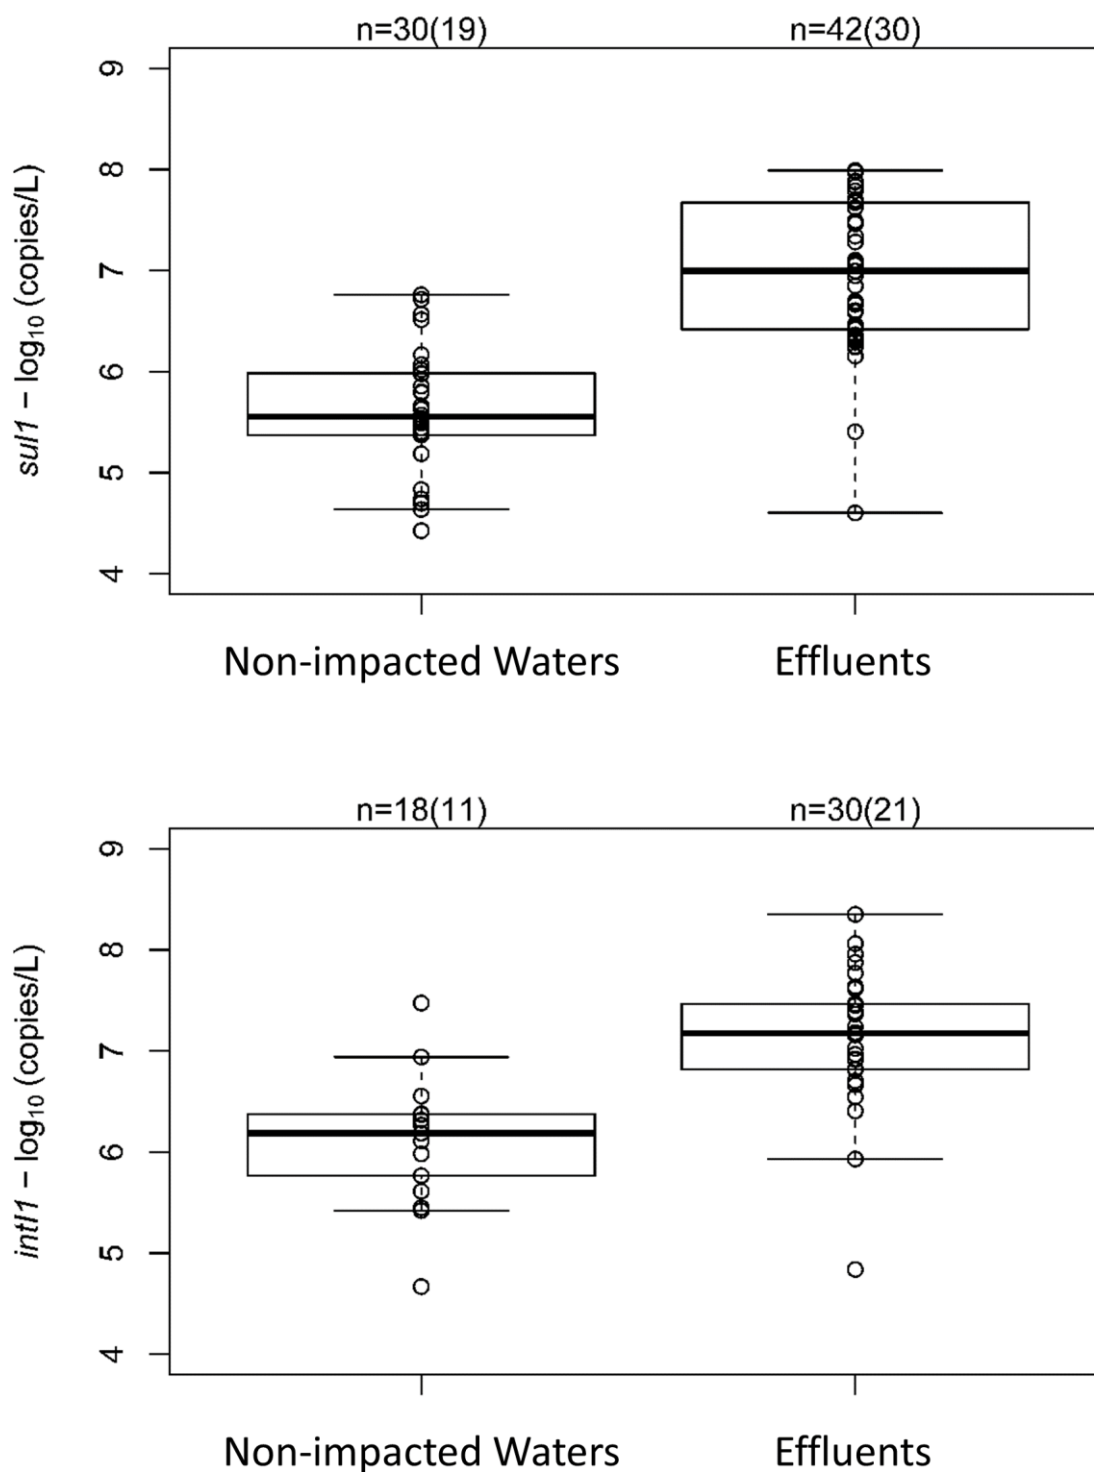 n=30(19) n=42(30)
sul1 − log₁₀ (copies/L)
9
8
7
6
5
4
Non-impacted Waters Effluents
n=18(11) n=30(21)
intI1 − log₁₀ (copies/L)
9
8
7
6
5
4
Non-impacted Waters Effluents